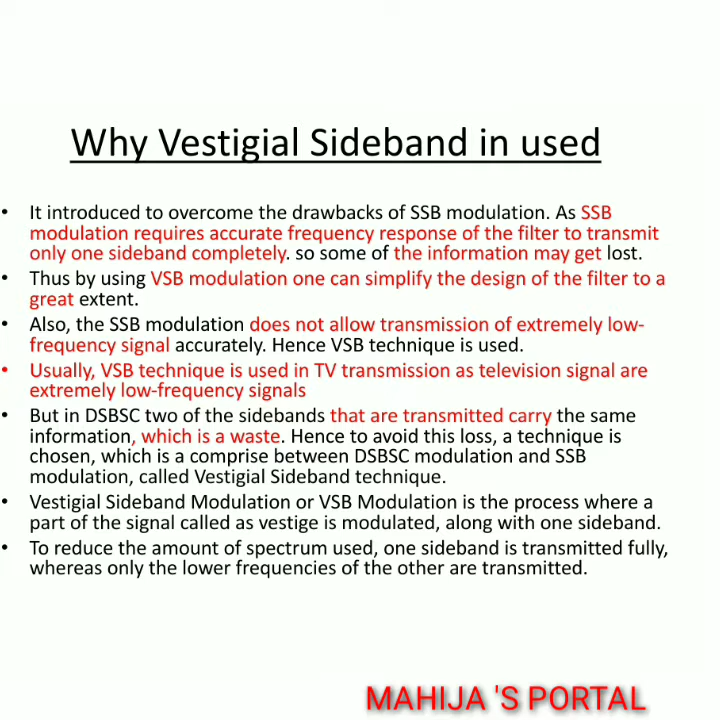 Why Vestigial Sideband in used
• It introduced to overcome the drawbacks of SSB modulation. As SSB
modulation requires accurate frequency response of the filter to transmit
only one sideband completely. so some of the information may get lost.
• Thus by using VSB modulation one can simplify the design of the filter to a
great extent.
• Also, the SSB modulation does not allow transmission of extremely low-
frequency signal accurately. Hence VSB technique is used.
• Usually, VSB technique is used in TV transmission as television signal are
extremely low-frequency signals
• But in DSBSC two of the sidebands that are transmitted carry the same
information, which is a waste. Hence to avoid this loss, a technique is
chosen, which is a comprise between DSBSC modulation and SSB
modulation, called Vestigial Sideband technique.
• Vestigial Sideband Modulation or VSB Modulation is the process where a
part of the signal called as vestige is modulated, along with one sideband.
• To reduce the amount of spectrum used, one sideband is transmitted fully,
whereas only the lower frequencies of the other are transmitted.
MAHIJA 'S PORTAL